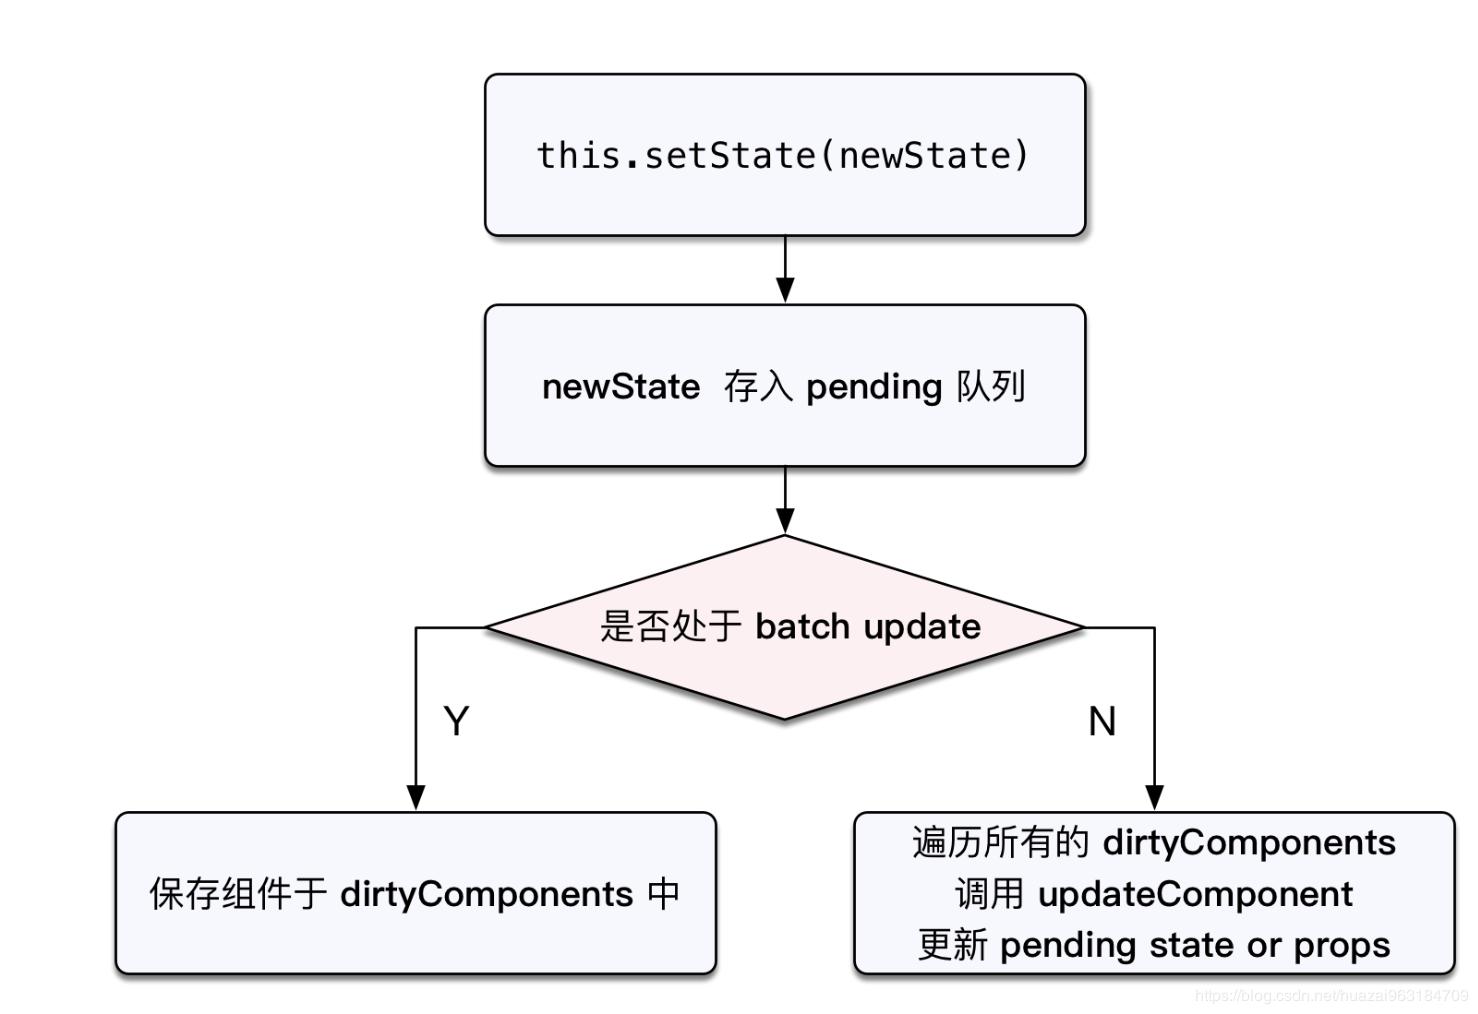 this.setState(newState)
newState 存入 pending 队列
是否处于 batch update
Y
N
保存组件于 dirtyComponents 中
遍历所有的 dirtyComponents
调用 updateComponent
更新 pending state or props
https://blog.csdn.net/huazai963184709